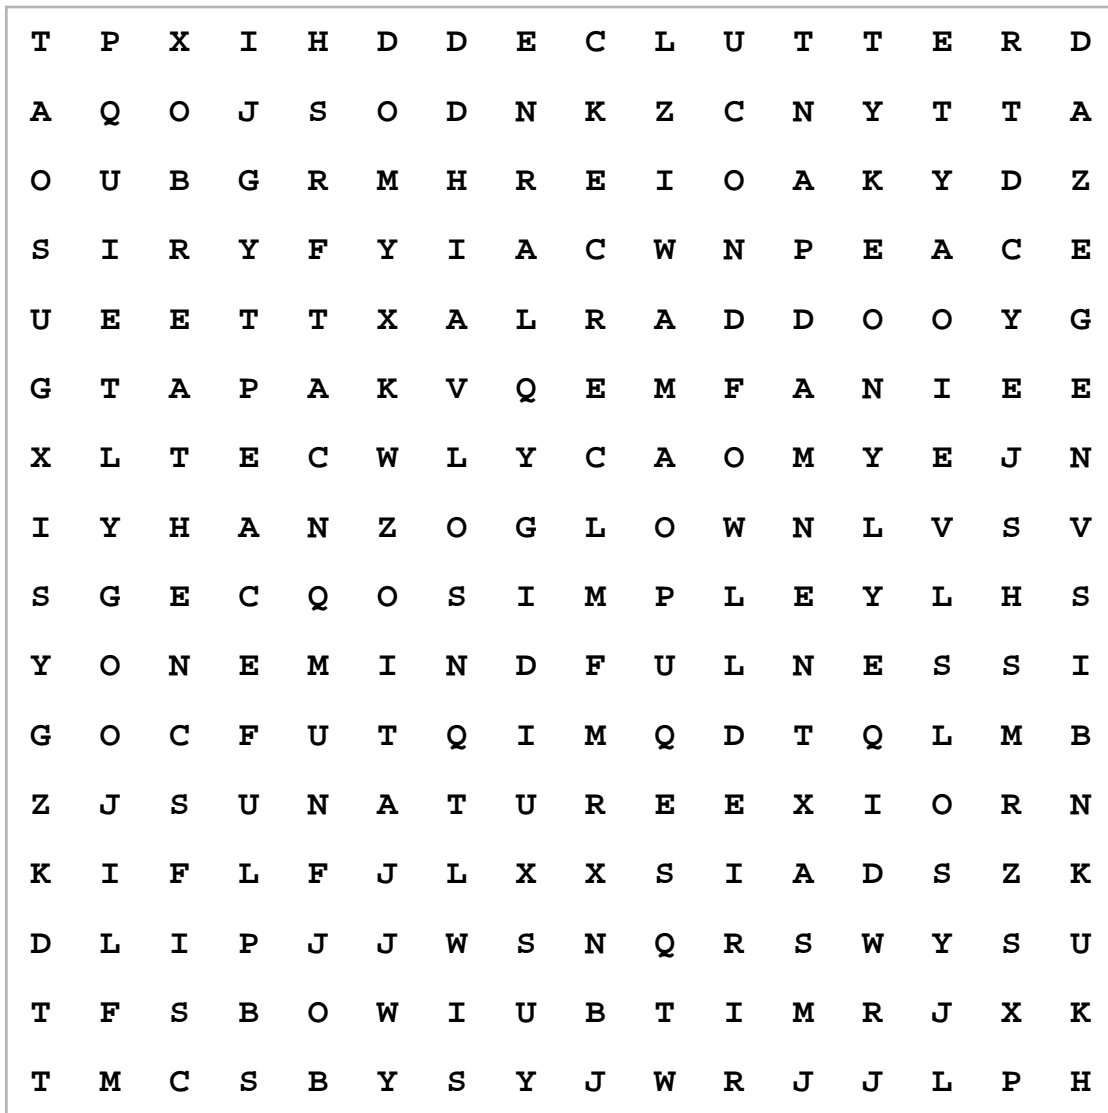 T P X I H D D E C L U T T E R D
A Q O J S O D N K Z C N Y T T A
O U B G R M H R E I O A K Y D Z
S I R Y F Y I A C W N P E A C E
U E E T T X A L R A D D O O Y G
G T A P A K V Q E M F A N I E E
X L T E C W L Y C A O M Y E J N
I Y H A N Z O G L O W N L V S V
S G E C Q O S I M P L E Y L H S
Y O N E M I N D F U L N E S S I
G O C F U T Q I M Q D T Q L M B
Z J S U N A T U R E E X I O R N
K I F L F J L X X S I A D S Z K
D L I P J J W S N Q R S W Y S U
T F S B O W I U B T I M R J X K
T M C S B Y S Y J W R J J L P H